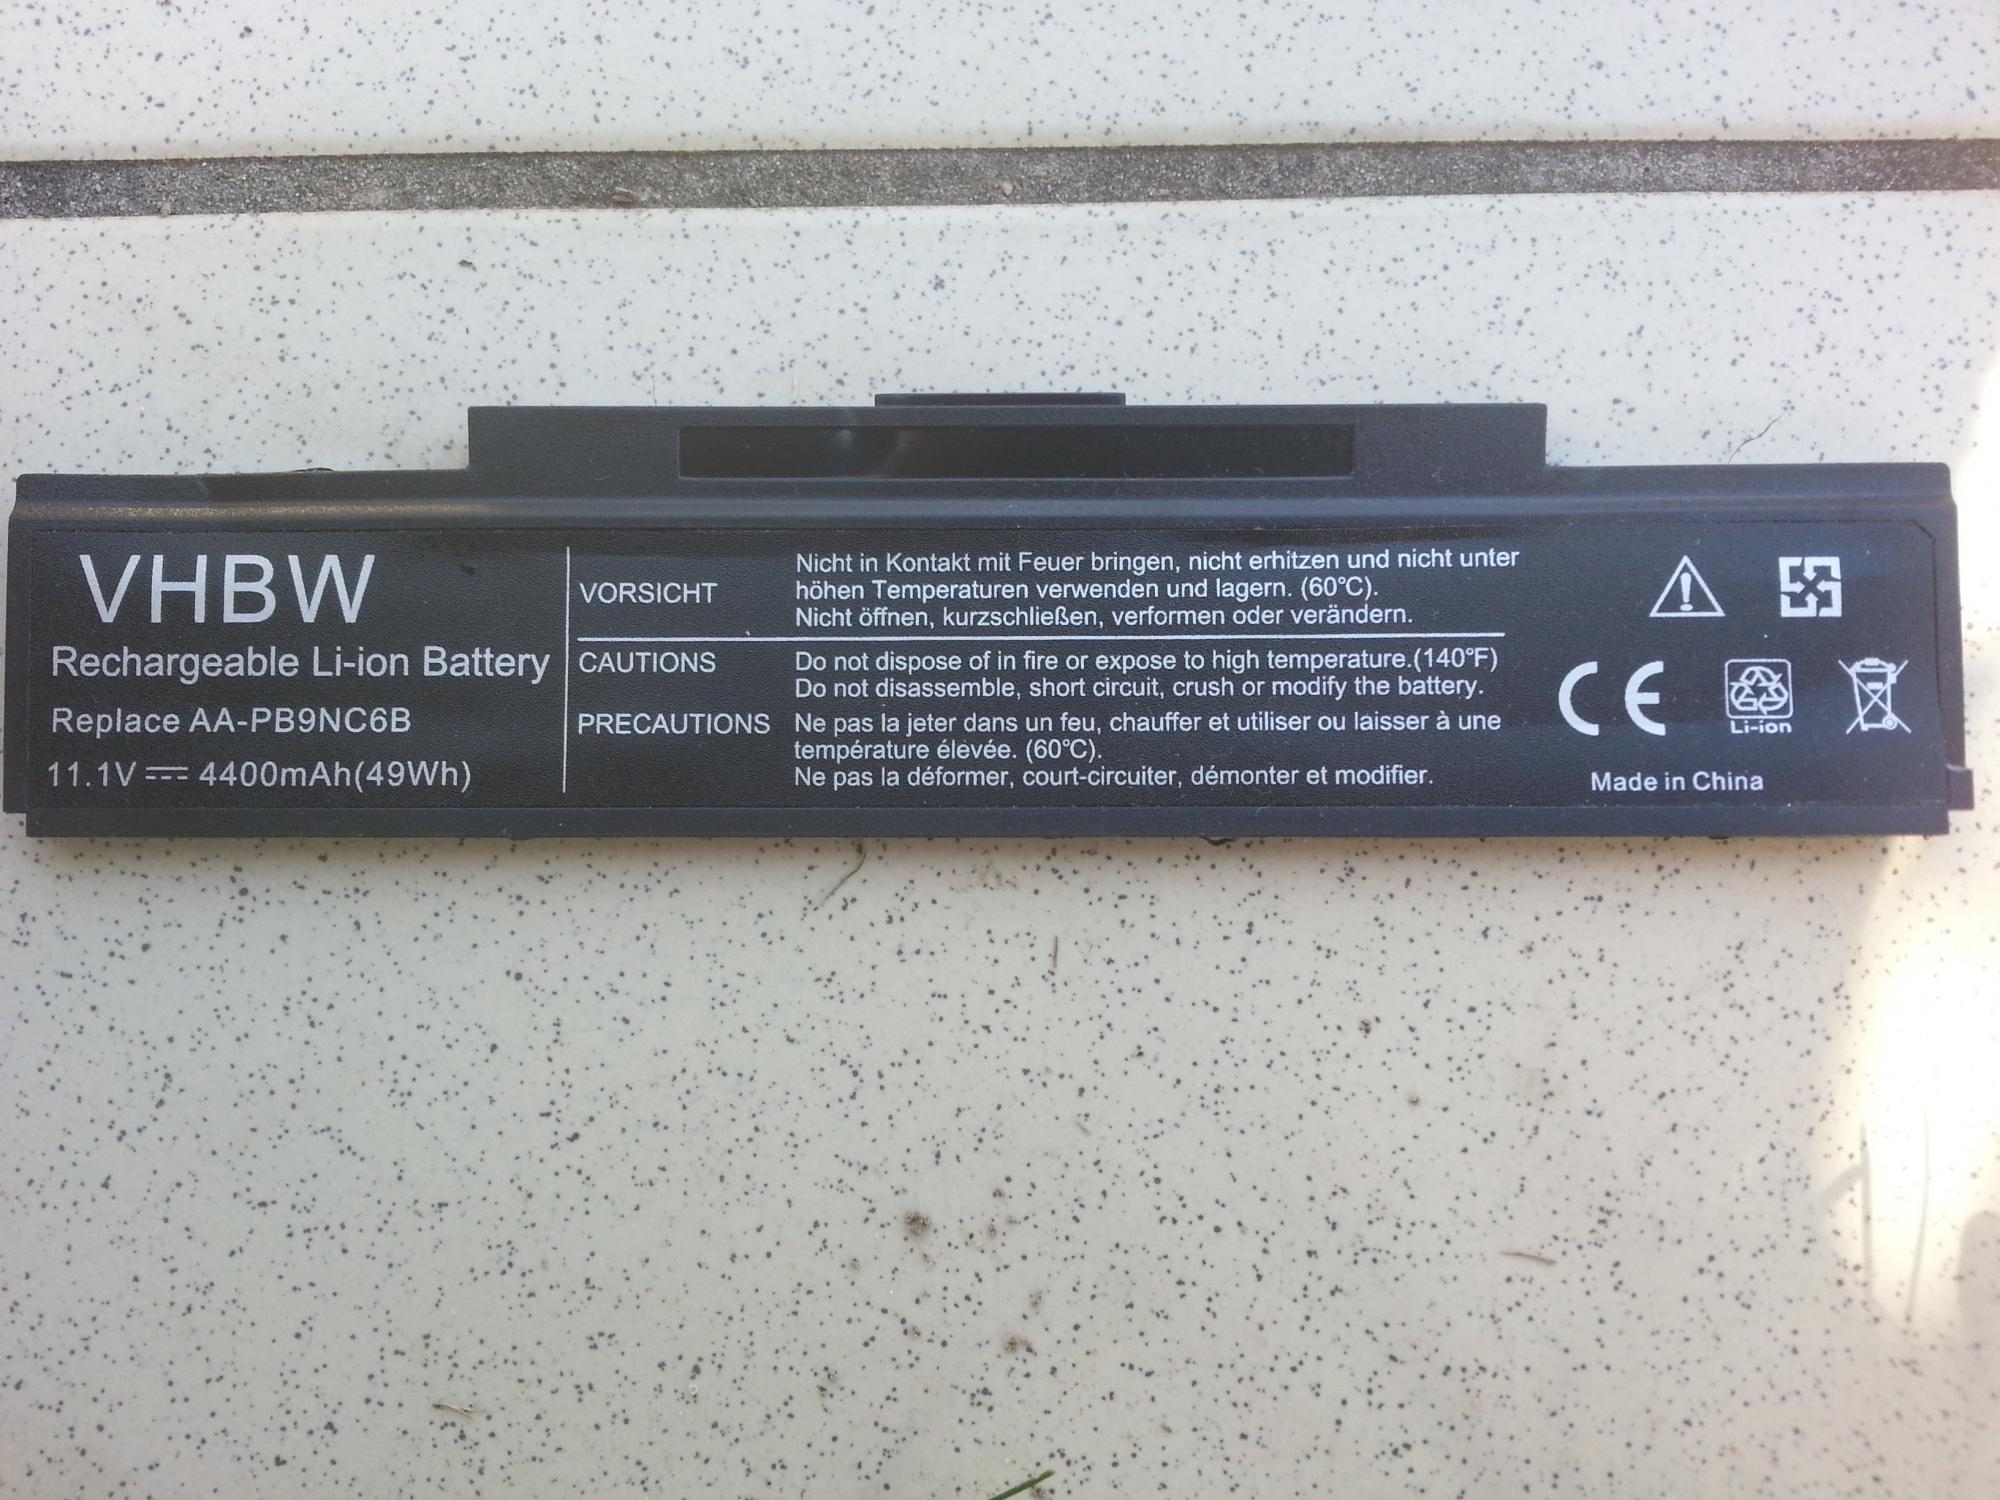 VHBW
Rechargeable Li-ion Battery
Replace AA-PB9NC6B
11.1V 4400mAh(49Wh)
VORSICHT
Nicht in Kontakt mit Feuer bringen, nicht erhitzen und nicht unter
höhen Temperaturen verwenden und lagern. (60℃).
Nicht öffnen, kurzschließen, verformen oder verändern.
CAUTIONS
Do not dispose of in fire or expose to high temperature.(140℉)
Do not disassemble, short circuit, crush or modify the battery.
PRECAUTIONS
Ne pas la jeter dans un feu, chauffer et utiliser ou laisser à une
température élevée. (60℃).
Ne pas la déformer, court-circuiter, démonter et modifier.
CE
Li-ion
Made in China